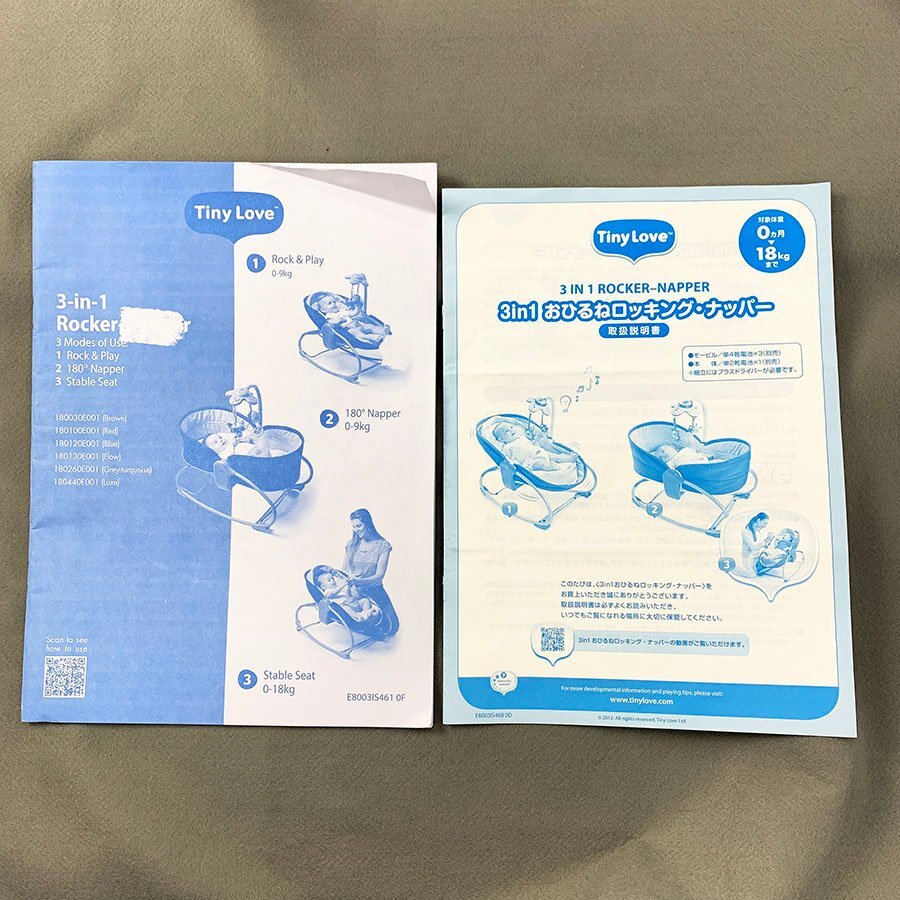 Tiny Love™
1 Rock & Play
0-9kg
3-in-1
Rocker-
3 Modes of Use:
1 Rock & Play
2 180° Napper
3 Stable Seat
180030E001 (Brown)
180100E001 (Red)
180120E001 (Blue)
180130E001 (Flow)
180260E001 (Grey-turquoise)
180440E001 (Luxe)
2 180° Napper
0-9kg
Scan to see
how to use
3 Stable Seat
0-18kg
E8003IS461 0F
Tiny Love™
対象体重
0ヵ月
18kg
まで
3 IN 1 ROCKER-NAPPER
3in1 おひるねロッキング・ナッパー
取扱説明書
●モービル/単4乾電池×3(別売)
●本 体/単2乾電池×1(別売)
※組立にはプラスドライバーが必要です。
1
2
3
このたびは、〈3in1おひるねロッキング・ナッパー〉を
お買上いただき誠にありがとうございます。
取扱説明書は必ずよくお読みいただき、
いつでもご覧になれる場所に大切に保管してください。
3in1 おひるねロッキング・ナッパーの動画がご覧いただけます。
For more developmental information and playing tips, please visit:
www.tinylove.com
E8003IS468 0D
© 2012. All rights reserved, Tiny Love Ltd.